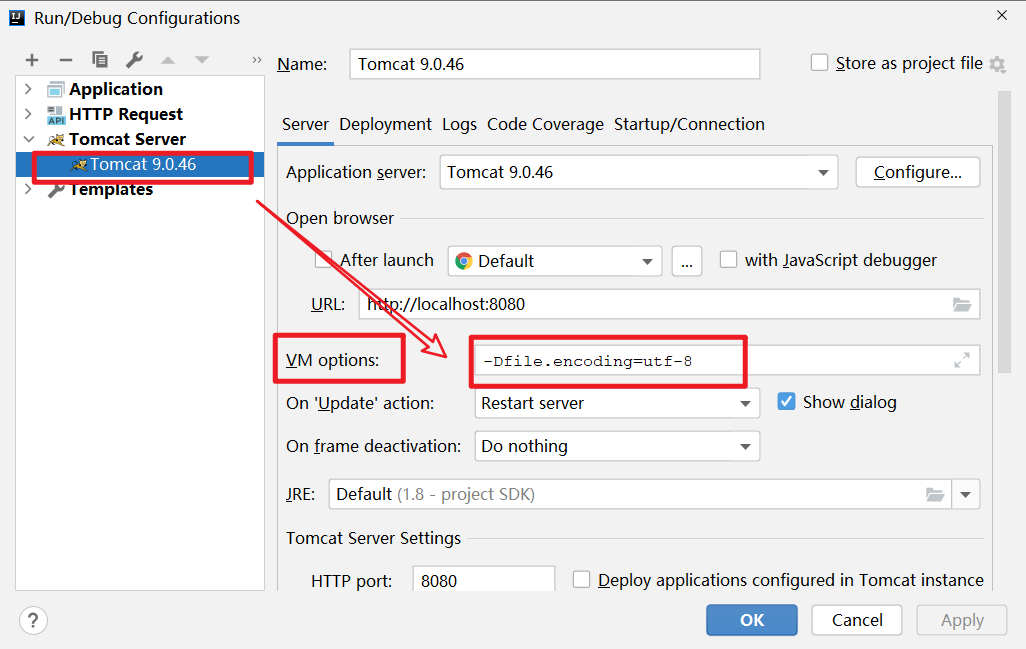 Run/Debug Configurations
Name: Tomcat 9.0.46 Store as project file
Application
API HTTP Request
Tomcat Server
Tomcat 9.0.46
Templates
Server Deployment Logs Code Coverage Startup/Connection
Application server: Tomcat 9.0.46 Configure...
Open browser
After launch Default ... with JavaScript debugger
URL: http://localhost:8080
VM options: -Dfile.encoding=utf-8
On 'Update' action: Restart server Show dialog
On frame deactivation: Do nothing
JRE: Default (1.8 - project SDK)
Tomcat Server Settings
HTTP port: 8080 Deploy applications configured in Tomcat instance
? OK Cancel Apply